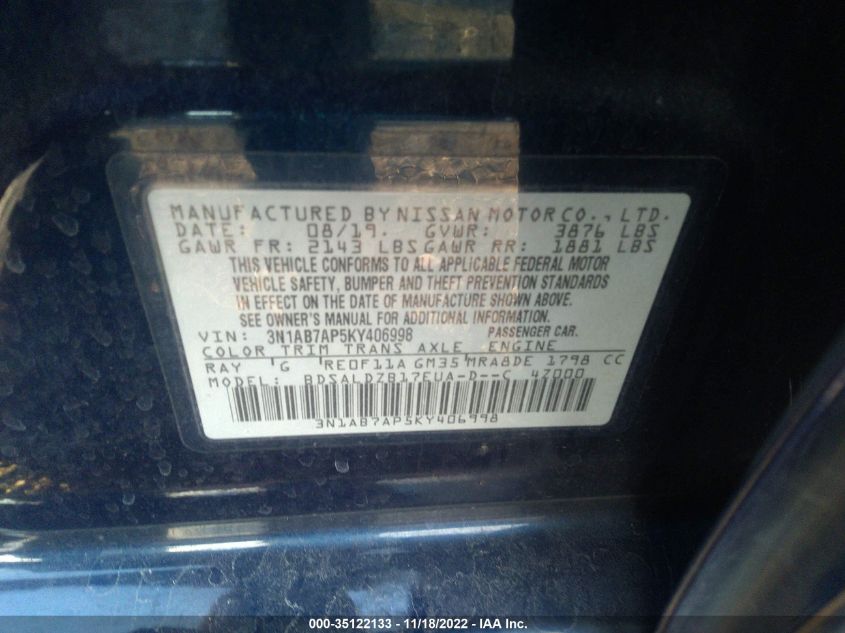 MANUFACTURED BY NISSAN MOTOR CO., LTD.
DATE: 08/19. GVWR: 3876 LBS
GAWR FR: 2143 LBS GAWR RR: 1881 LBS
THIS VEHICLE CONFORMS TO ALL APPLICABLE FEDERAL MOTOR
VEHICLE SAFETY, BUMPER AND THEFT PREVENTION STANDARDS
IN EFFECT ON THE DATE OF MANUFACTURE SHOWN ABOVE.
SEE OWNER'S MANUAL FOR ADDITIONAL INFORMATION.
VIN: 3N1AB7AP5KY406998 PASSENGER CAR.
COLOR TRIM TRANS AXLE ENGINE
RAY G RE0F11A GM35 MRA8DE 1798 CC
MODEL: BDSALDZB17EUA-D--C 4Z000
3N1AB7AP5KY406998
000-35122133 - 11/18/2022 - IAA Inc.